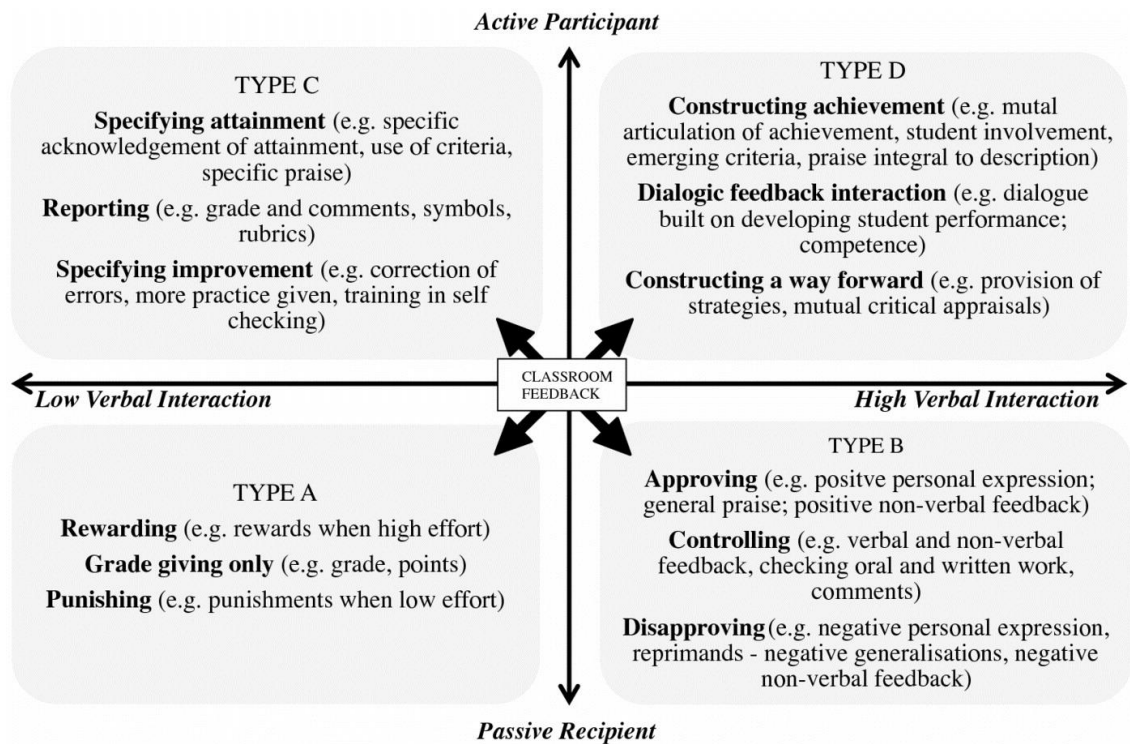 Active Participant
TYPE C
Specifying attainment (e.g. specific
acknowledgement of attainment, use of criteria,
specific praise)
Reporting (e.g. grade and comments, symbols,
rubrics)
Specifying improvement (e.g. correction of
errors, more practice given, training in self
checking)
TYPE D
Constructing achievement (e.g. mutal
articulation of achievement, student involvement,
emerging criteria, praise integral to description)
Dialogic feedback interaction (e.g. dialogue
built on developing student performance;
competence)
Constructing a way forward (e.g. provision of
strategies, mutual critical appraisals)
CLASSROOM
FEEDBACK
Low Verbal Interaction
High Verbal Interaction
TYPE A
Rewarding (e.g. rewards when high effort)
Grade giving only (e.g. grade, points)
Punishing (e.g. punishments when low effort)
TYPE B
Approving (e.g. positve personal expression;
general praise; positive non-verbal feedback)
Controlling (e.g. verbal and non-verbal
feedback, checking oral and written work,
comments)
Disapproving (e.g. negative personal expression,
reprimands - negative generalisations, negative
non-verbal feedback)
Passive Recipient